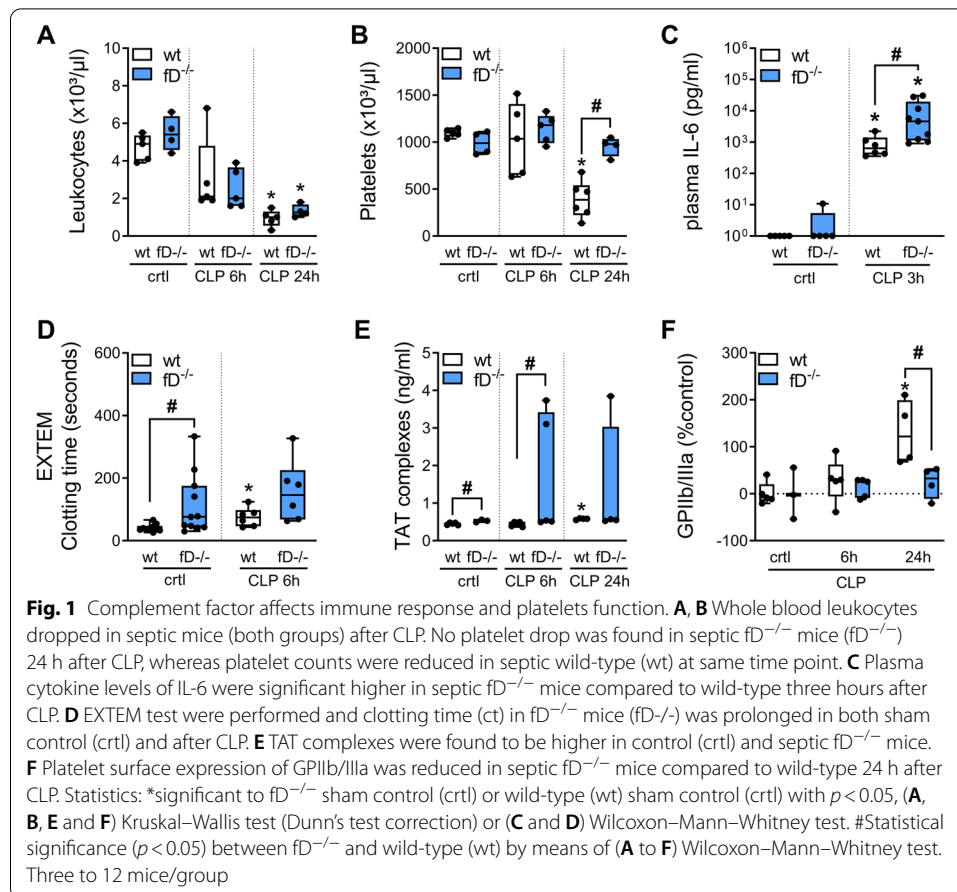 A
Leukocytes (x10³/µl)
10
8
6
4
2
0
wt
fD⁻/⁻
* *
wt fD-/- wt fD-/- wt fD-/-
crtl CLP 6h CLP 24h
B
Platelets (x10³/µl)
2000
1500
1000
500
0
wt
fD⁻/⁻
#
*
wt fD-/- wt fD-/- wt fD-/-
crtl CLP 6h CLP 24h
C
plasma IL-6 (pg/ml)
10⁶
10⁵
10⁴
10³
10²
10¹
10⁰
wt
fD⁻/⁻
#
* *
wt fD-/- wt fD-/-
crtl CLP 3h
D
EXTEM
Clotting time (seconds)
600
400
200
0
wt
fD⁻/⁻
#
*
wt fD-/- wt fD-/-
crtl CLP 6h
E
TAT complexes (ng/ml)
5
4
3
2
1
0
wt
fD⁻/⁻
# #
*
wt fD-/- wt fD-/- wt fD-/-
crtl CLP 6h CLP 24h
F
GPIIb/IIIa (%control)
300
200
100
0
-100
wt
fD⁻/⁻
#
*
crtl 6h 24h
CLP
Fig. 1 Complement factor affects immune response and platelets function. A, B Whole blood leukocytes
dropped in septic mice (both groups) after CLP. No platelet drop was found in septic fD⁻/⁻ mice (fD⁻/⁻)
24 h after CLP, whereas platelet counts were reduced in septic wild-type (wt) at same time point. C Plasma
cytokine levels of IL-6 were significant higher in septic fD⁻/⁻ mice compared to wild-type three hours after
CLP. D EXTEM test were performed and clotting time (ct) in fD⁻/⁻ mice (fD-/-) was prolonged in both sham
control (crtl) and after CLP. E TAT complexes were found to be higher in control (crtl) and septic fD⁻/⁻ mice.
F Platelet surface expression of GPIIb/IIIa was reduced in septic fD⁻/⁻ mice compared to wild-type 24 h after
CLP. Statistics: *significant to fD⁻/⁻ sham control (crtl) or wild-type (wt) sham control (crtl) with p < 0.05, (A,
B, E and F) Kruskal–Wallis test (Dunn's test correction) or (C and D) Wilcoxon–Mann–Whitney test. #Statistical
significance (p < 0.05) between fD⁻/⁻ and wild-type (wt) by means of (A to F) Wilcoxon–Mann–Whitney test.
Three to 12 mice/group